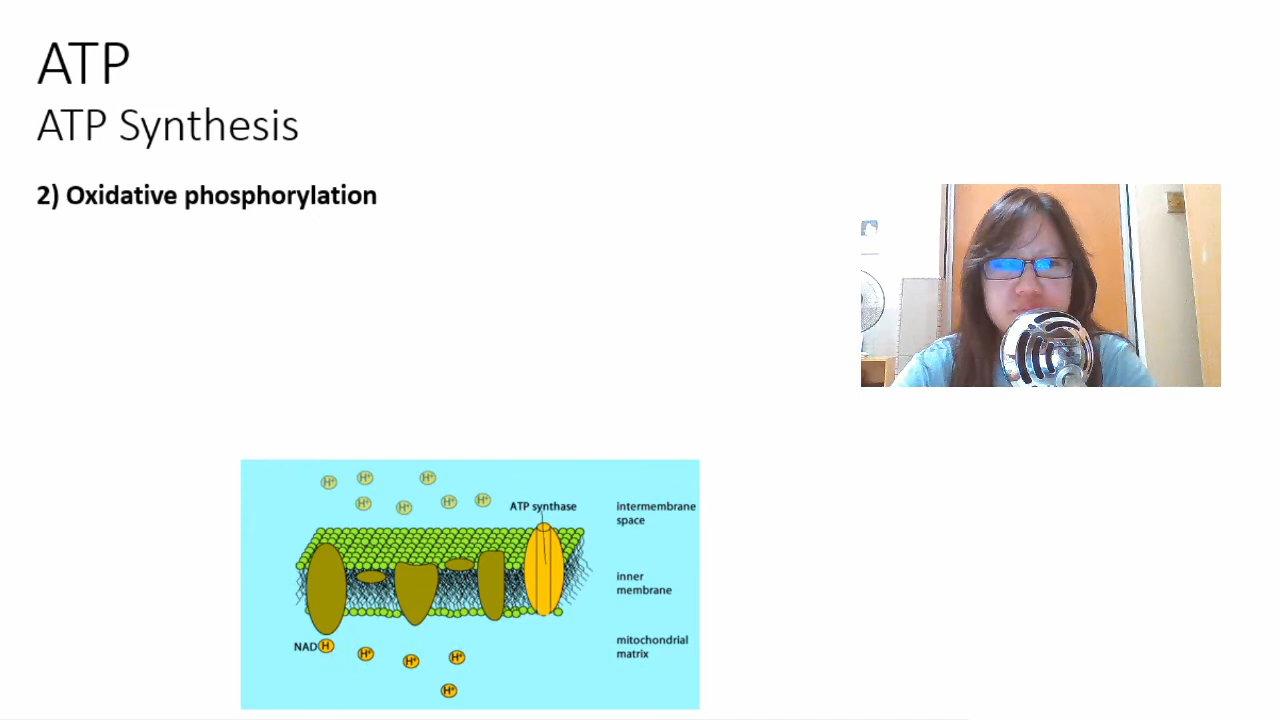 ATP
ATP Synthesis
2) Oxidative phosphorylation
H⁺
H⁺
H⁺
H⁺
H⁺
H⁺
H⁺
ATP synthase
intermembrane
space
inner
membrane
NAD H
H⁺
H⁺
H⁺
H⁺
mitochondrial
matrix